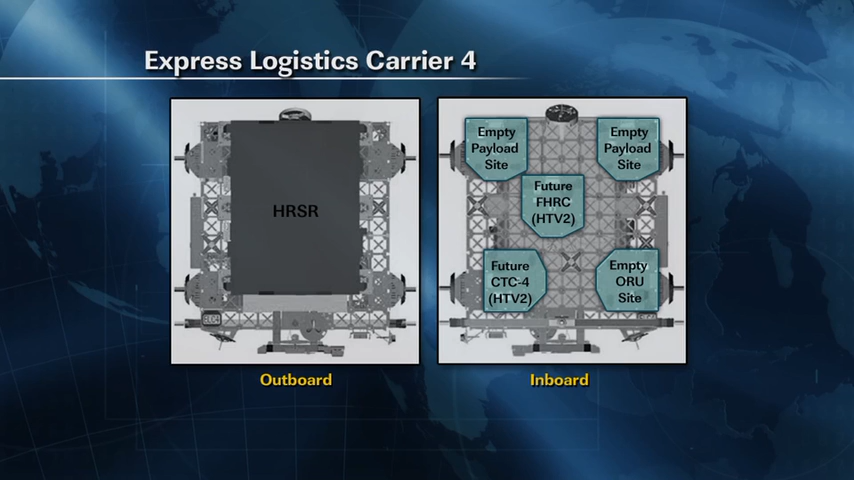 Express Logistics Carrier 4
HRSR
ELC4
Empty
Payload
Site
Empty
Payload
Site
Future
FHRC
(HTV2)
Future
CTC-4
(HTV2)
Empty
ORU
Site
Outboard
Inboard